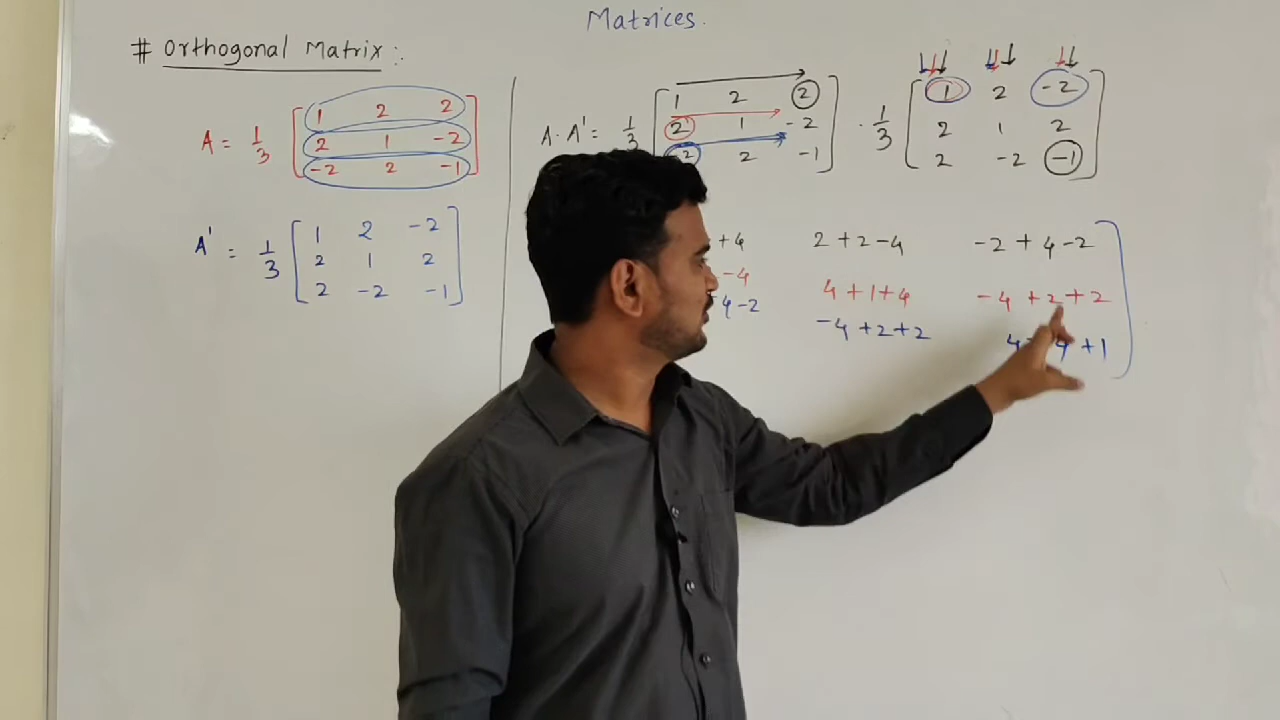 Matrices.
# Orthogonal Matrix :-
A = 1/3 [ 1 2 2
2 1 -2
-2 2 -1 ]
A' = 1/3 [ 1 2 -2
2 1 2
2 -2 -1 ]
A · A' = 1/3 [ 1 2 2
2 1 -2
-2 2 -1 ] · 1/3 [ 1 2 -2
2 1 2
2 -2 -1 ]
+4 2+2-4 -2+4-2
-4 4+1+4 -4+2+2
4-2 -4+2+2 4+4+1 ]